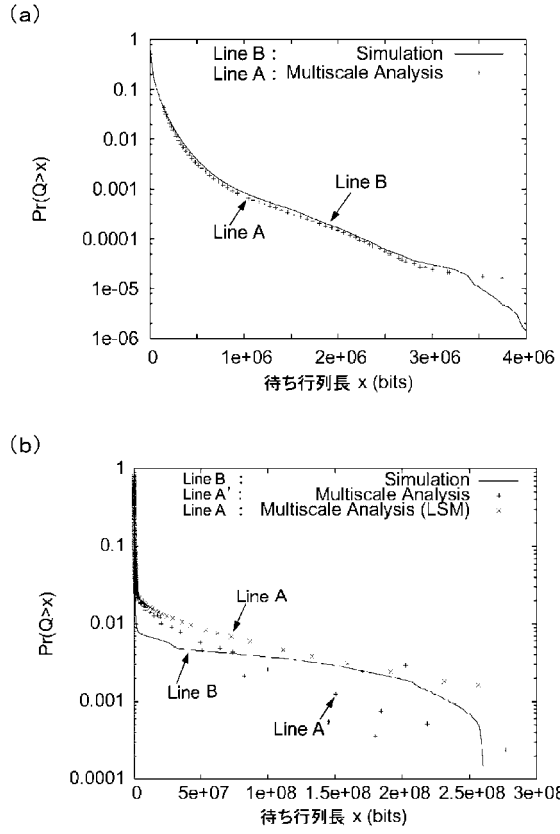 (a)
Line B : Simulation
Line A : Multiscale Analysis
1
0.1
0.01
0.001
0.0001
1e-05
1e-06
Pr(Q>x)
Line B
Line A
0 1e+06 2e+06 3e+06 4e+06
待ち行列長 x (bits)
(b)
Line B : Simulation
Line A' : Multiscale Analysis
Line A : Multiscale Analysis (LSM)
1
0.1
0.01
0.001
0.0001
Pr(Q>x)
Line A
Line B
Line A'
5e+07 1e+08 1.5e+08 2e+08 2.5e+08 3e+08
待ち行列長 x (bits)